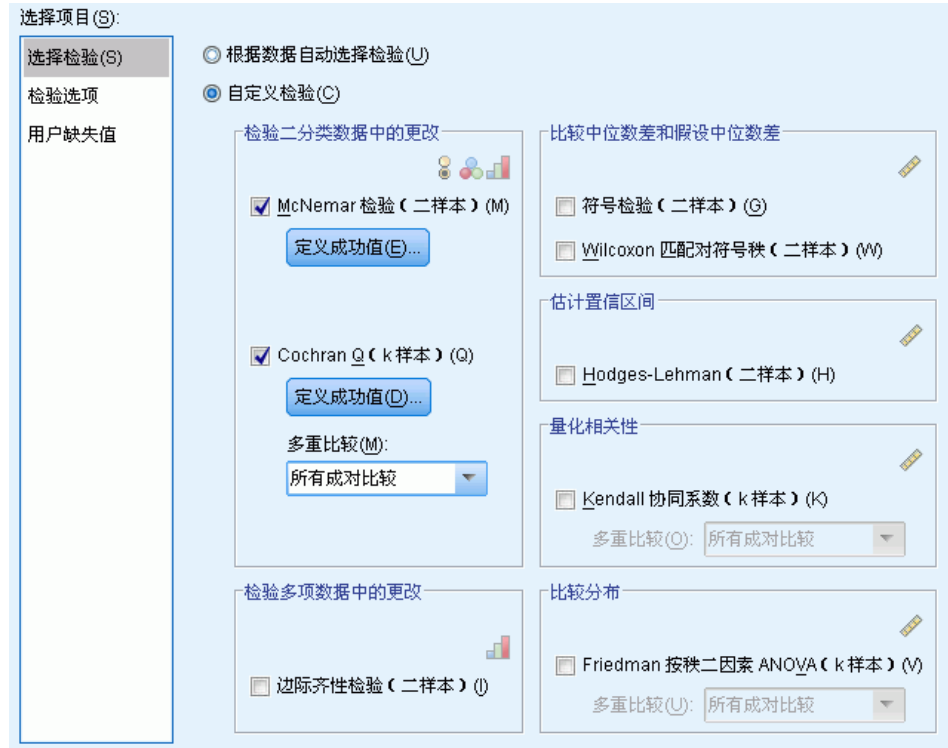 选择项目(S):
选择检验(S)
检验选项
用户缺失值
根据数据自动选择检验(U)
自定义检验(C)
检验二分类数据中的更改
McNemar 检验（二样本）(M)
定义成功值(E)...
Cochran Q（k 样本）(Q)
定义成功值(D)...
多重比较(M):
所有成对比较
检验多项数据中的更改
边际齐性检验（二样本）(I)
比较中位数差和假设中位数差
符号检验（二样本）(G)
Wilcoxon 匹配对符号秩（二样本）(W)
估计置信区间
Hodges-Lehman（二样本）(H)
量化相关性
Kendall 协同系数（k 样本）(K)
多重比较(O): 所有成对比较
比较分布
Friedman 按秩二因素 ANOVA（k 样本）(V)
多重比较(U): 所有成对比较